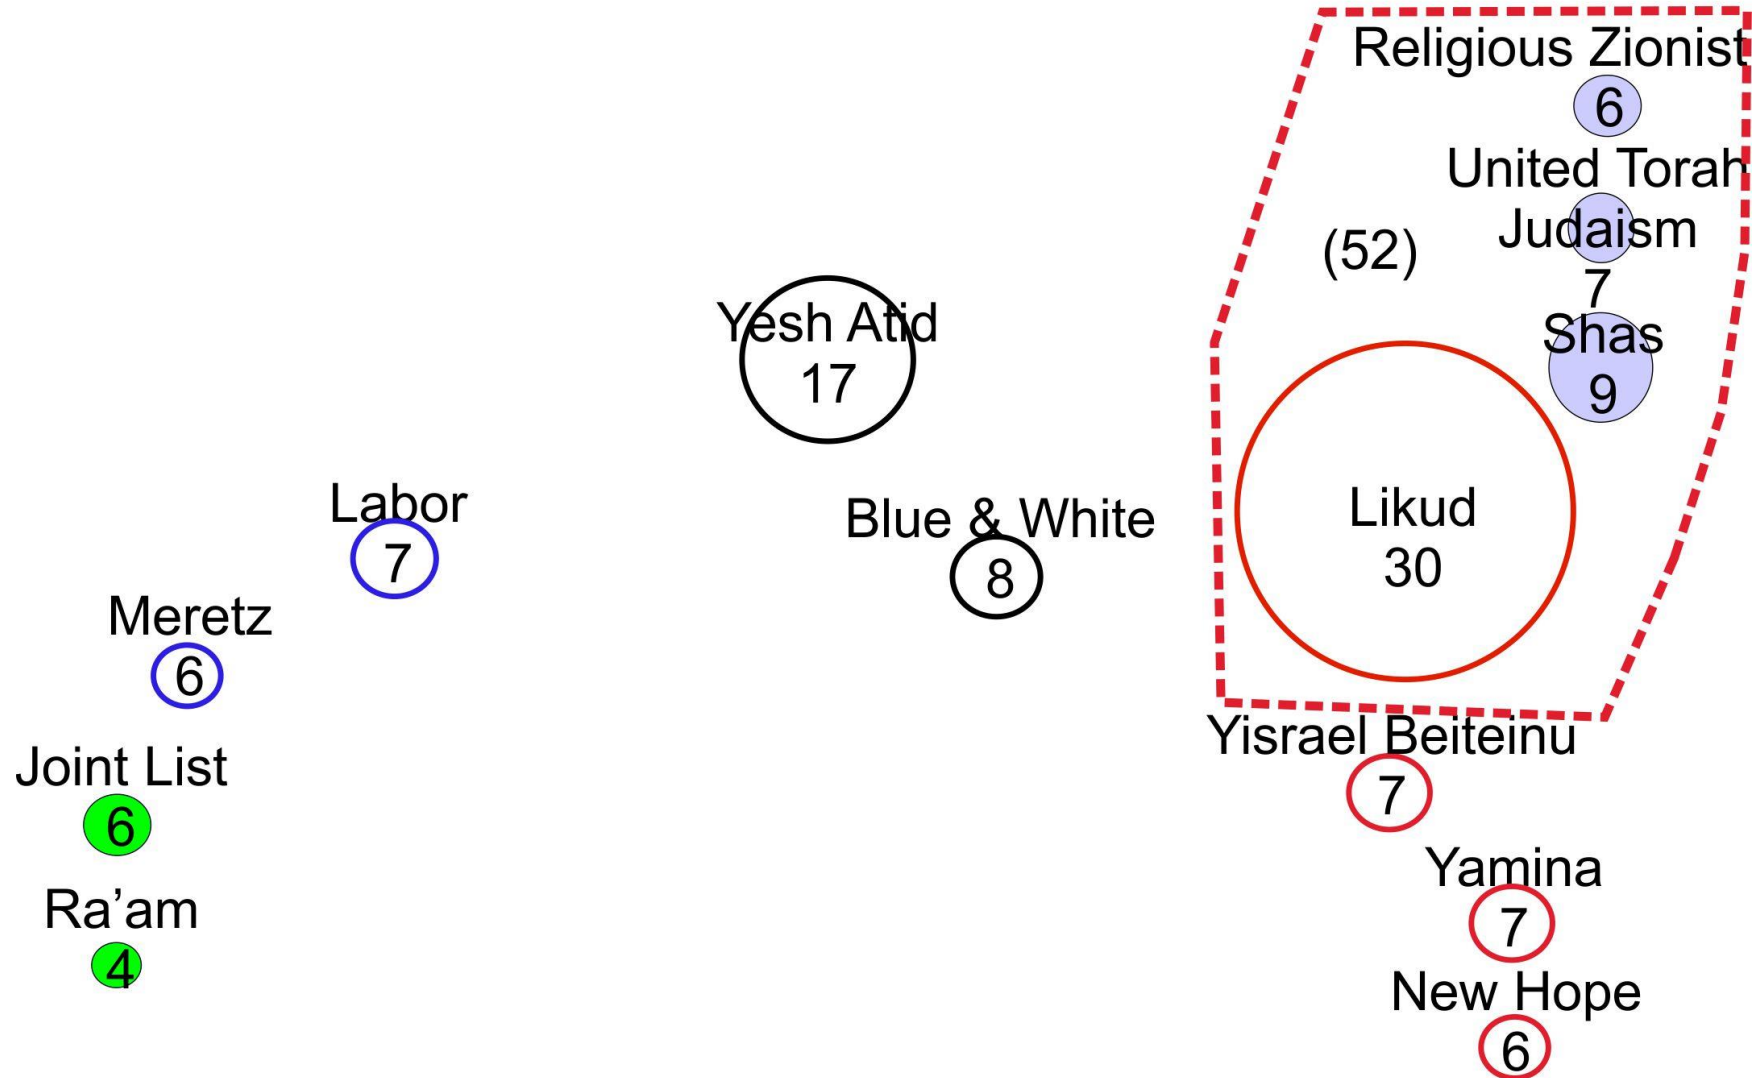 Religious Zionist
6
United Torah
Judaism
7
(52)
Shas
9
Yesh Atid
17
Likud
30
Labor
7
Blue & White
8
Meretz
6
Yisrael Beiteinu
7
Joint List
6
Yamina
7
Ra’am
4
New Hope
6